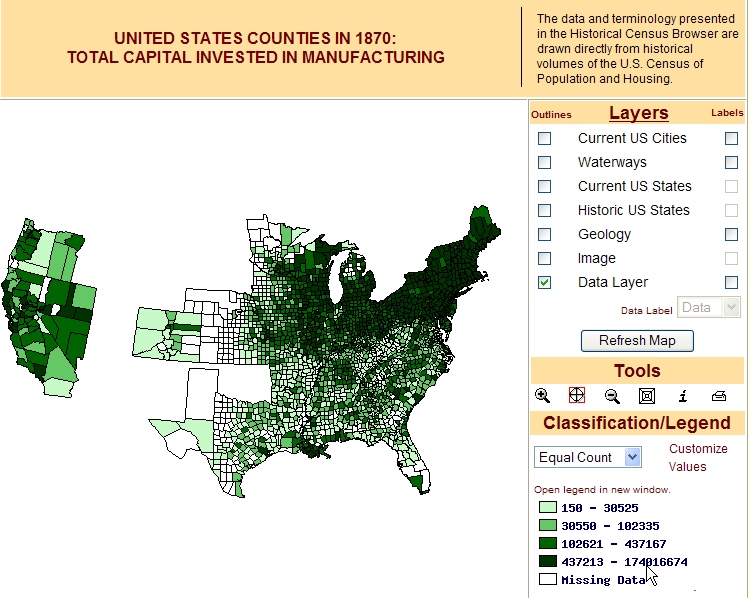 UNITED STATES COUNTIES IN 1870:
TOTAL CAPITAL INVESTED IN MANUFACTURING
The data and terminology presented
in the Historical Census Browser are
drawn directly from historical
volumes of the U.S. Census of
Population and Housing.
Outlines Layers Labels
Current US Cities
Waterways
Current US States
Historic US States
Geology
Image
Data Layer
Data Label Data
Refresh Map
Tools
i
Classification/Legend
Equal Count
Customize
Values
Open legend in new window.
150 - 30525
30550 - 102335
102621 - 437167
437213 - 174016674
Missing Data